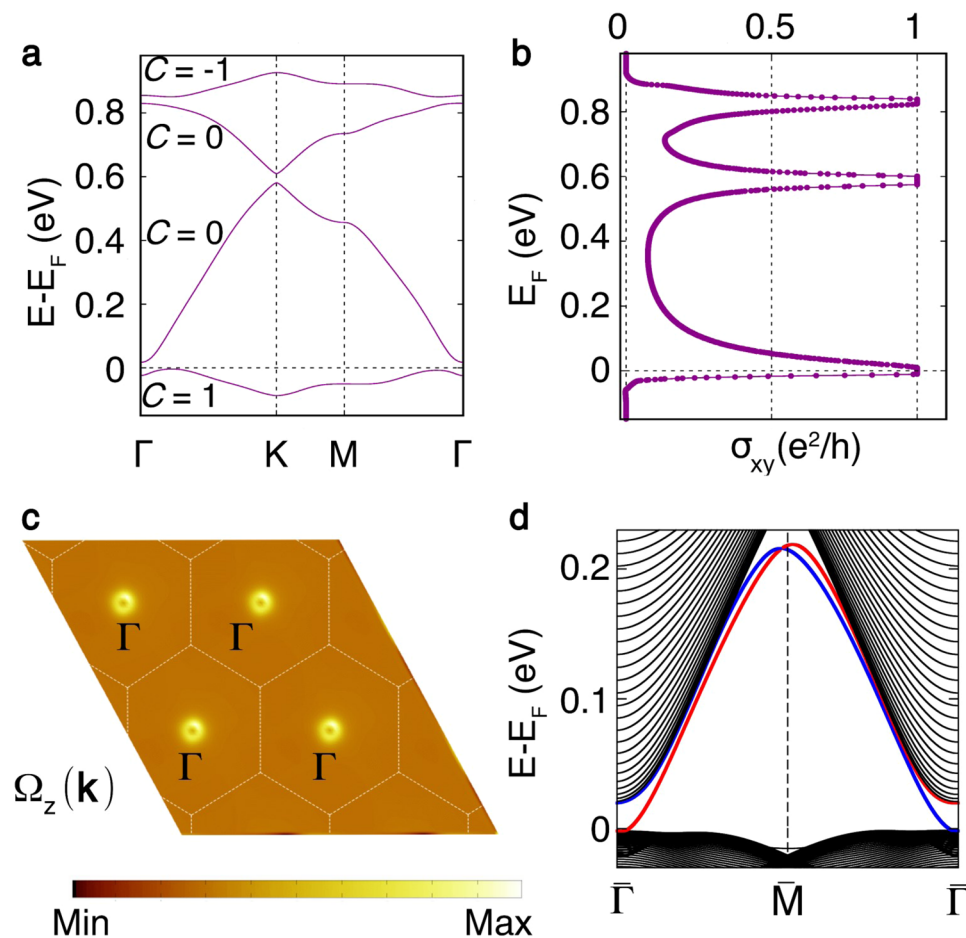 a
C = -1
C = 0
C = 0
C = 1
E-E_F (eV)
0.8
0.6
0.4
0.2
0
Γ K M Γ
b
0 0.5 1
E_F (eV)
0.8
0.6
0.4
0.2
0
σ_xy(e²/h)
c
Γ Γ
Γ Γ
Ω_z(k)
Min Max
d
E-E_F (eV)
0.2
0.1
0
Γ̄ M̄ Γ̄